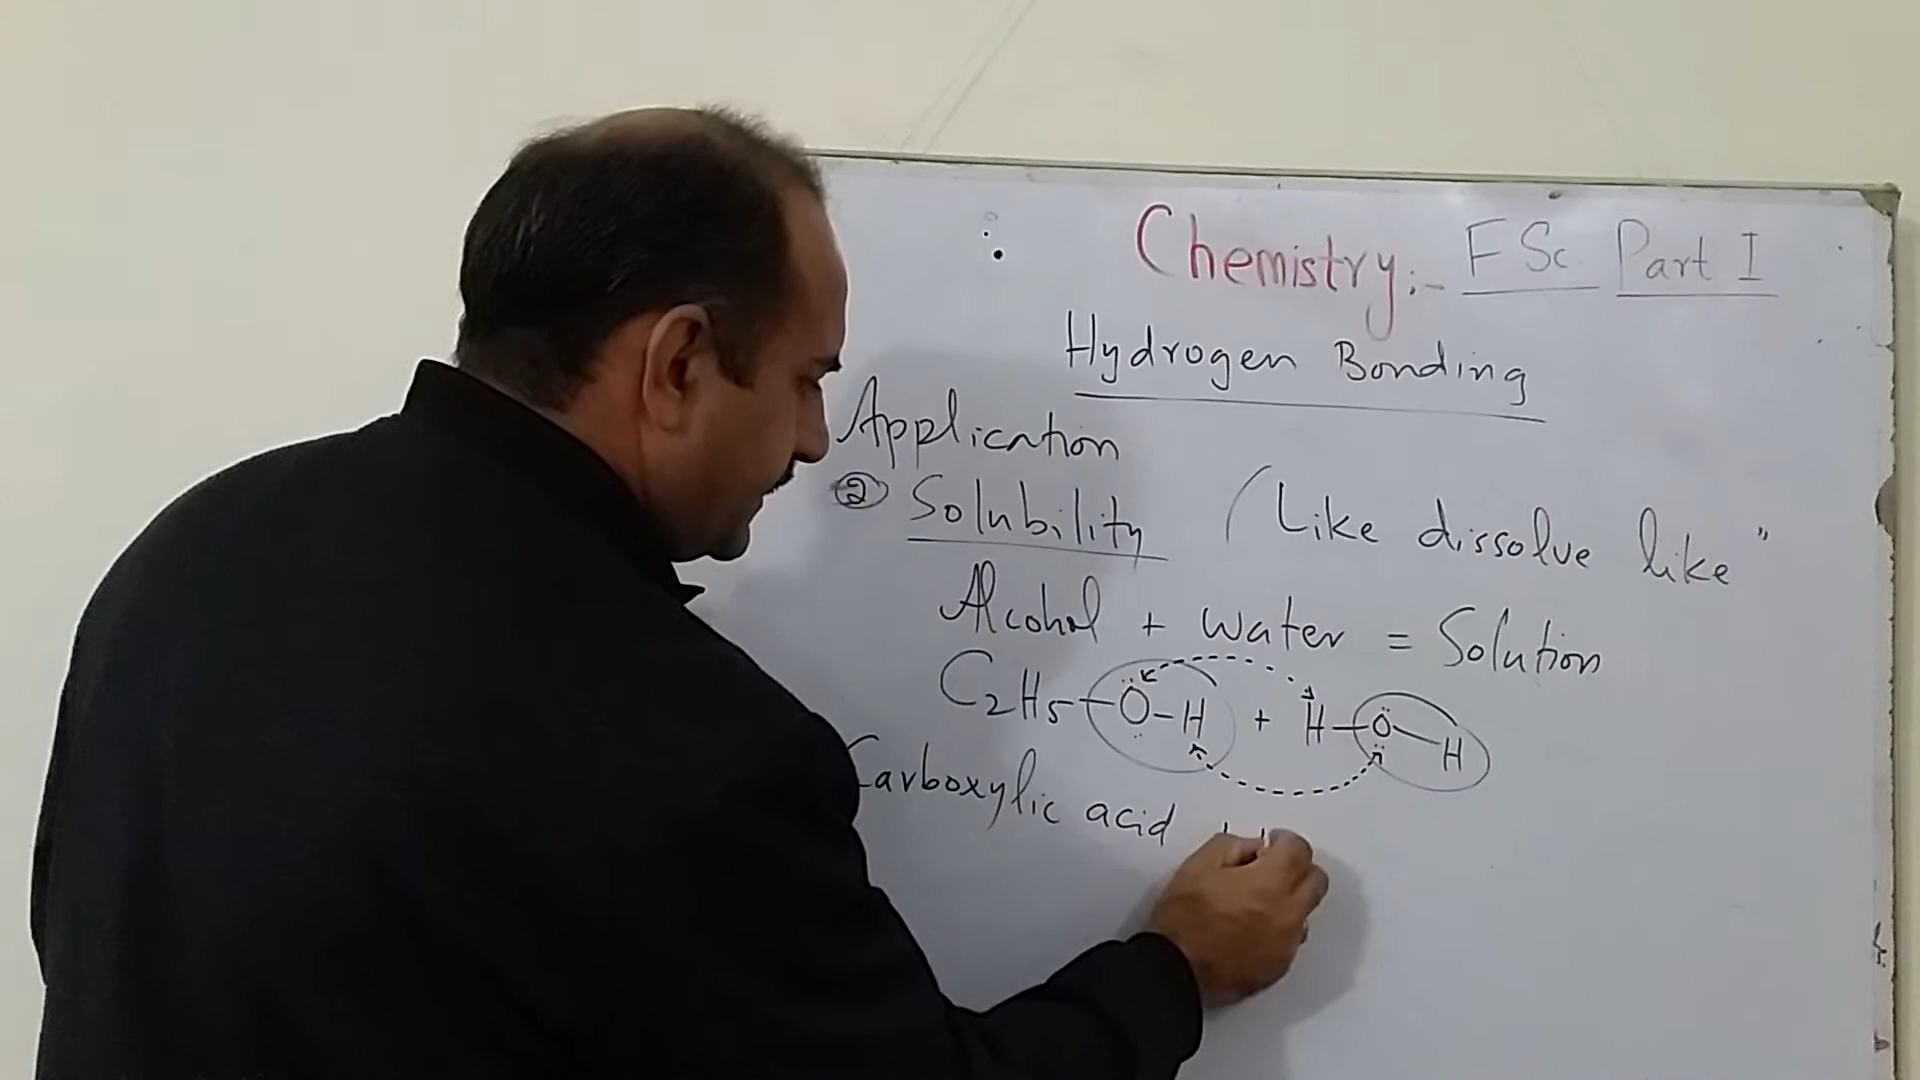 Chemistry:- FSc Part I
Hydrogen Bonding
Application
② Solubility (Like dissolve like"
Alcohol + water = Solution
C₂H₅-Ö-H + H-Ö-H
Carboxylic acid